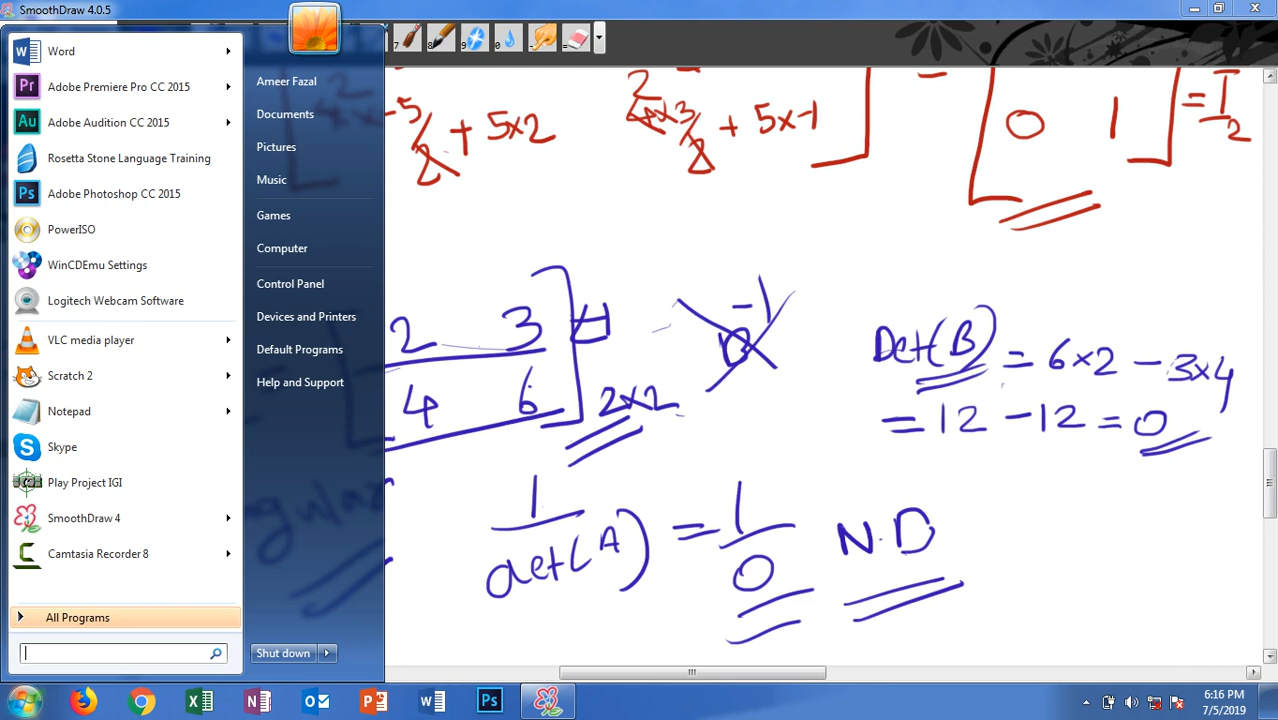 SmoothDraw 4.0.5
Word
Adobe Premiere Pro CC 2015
Adobe Audition CC 2015
Rosetta Stone Language Training
Adobe Photoshop CC 2015
PowerISO
WinCDEmu Settings
Logitech Webcam Software
VLC media player
Scratch 2
Notepad
Skype
Play Project IGI
SmoothDraw 4
Camtasia Recorder 8
All Programs
Ameer Fazal
Documents
Pictures
Music
Games
Computer
Control Panel
Devices and Printers
Default Programs
Help and Support
Shut down
+ 5x2
+ 5x-1
0 1
= I2
2 3
4 6
2x2
Det(B) = 6x2 - 3x4
= 12 - 12 = 0
1/det(A) = 1/0 N.D
6:16 PM
7/5/2019